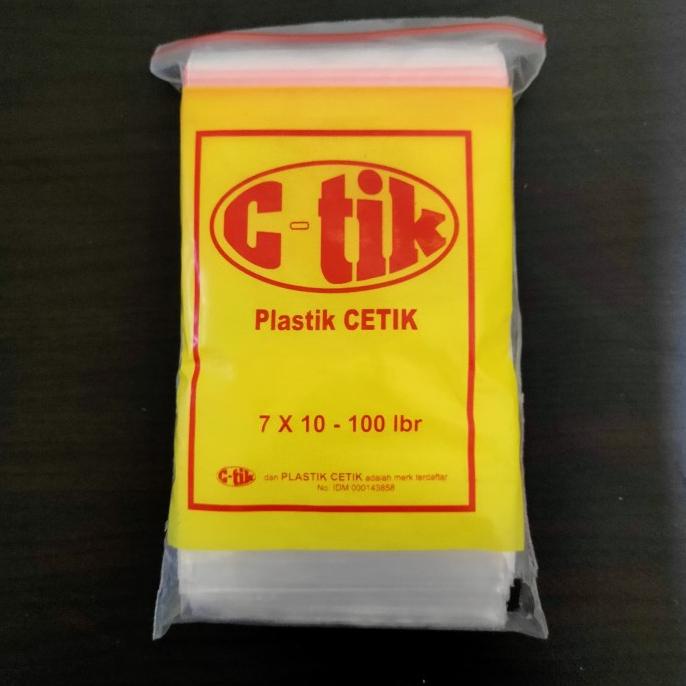 C-tik
Plastik CETIK
7 X 10 - 100 lbr
C-tik dan PLASTIK CETIK adalah merk terdaftar
No. IDM 000143858